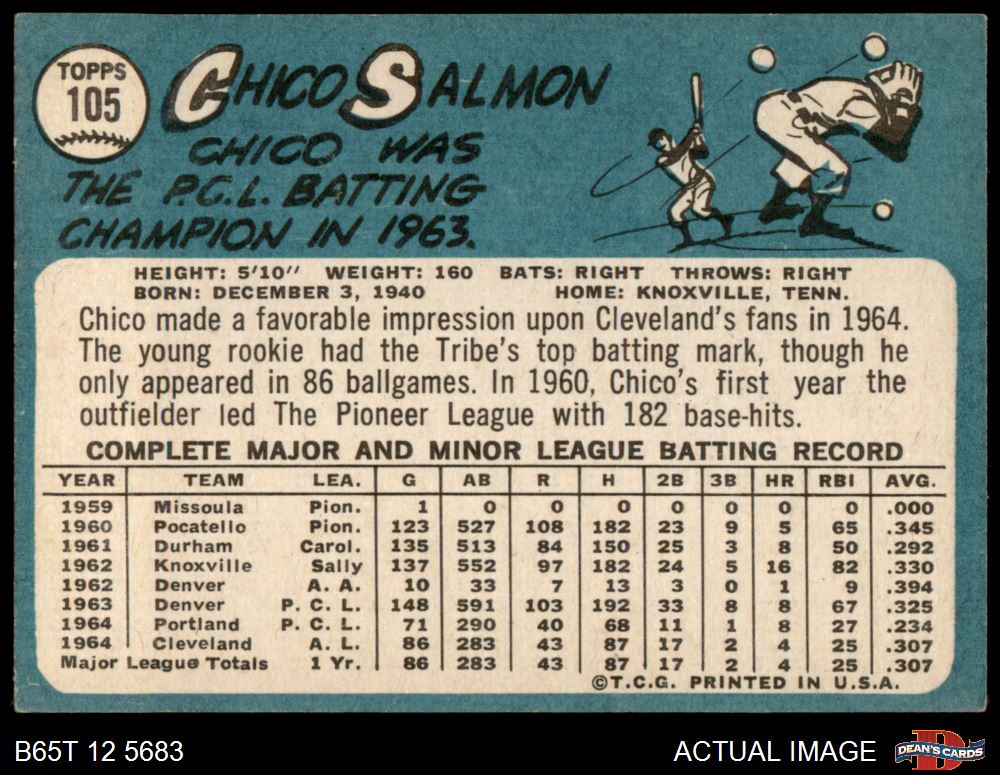 TOPPS
105
CHICO SALMON
CHICO WAS
THE P.C.L. BATTING
CHAMPION IN 1963.
HEIGHT: 5'10" WEIGHT: 160 BATS: RIGHT THROWS: RIGHT
BORN: DECEMBER 3, 1940 HOME: KNOXVILLE, TENN.
Chico made a favorable impression upon Cleveland's fans in 1964.
The young rookie had the Tribe's top batting mark, though he
only appeared in 86 ballgames. In 1960, Chico's first year the
outfielder led The Pioneer League with 182 base-hits.
COMPLETE MAJOR AND MINOR LEAGUE BATTING RECORD
YEAR TEAM LEA. G AB R H 2B 3B HR RBI AVG.
1959 Missoula Pion. 1 0 0 0 0 0 0 0 .000
1960 Pocatello Pion. 123 527 108 182 23 9 5 65 .345
1961 Durham Carol. 135 513 84 150 25 3 8 50 .292
1962 Knoxville Sally 137 552 97 182 24 5 16 82 .330
1962 Denver A. A. 10 33 7 13 3 0 1 9 .394
1963 Denver P. C. L. 148 591 103 192 33 8 8 67 .325
1964 Portland P. C. L. 71 290 40 68 11 1 8 27 .234
1964 Cleveland A. L. 86 283 43 87 17 2 4 25 .307
Major League Totals 1 Yr. 86 283 43 87 17 2 4 25 .307
©T.C.G. PRINTED IN U.S.A.
B65T 12 5683 ACTUAL IMAGE
DEAN'S CARDS